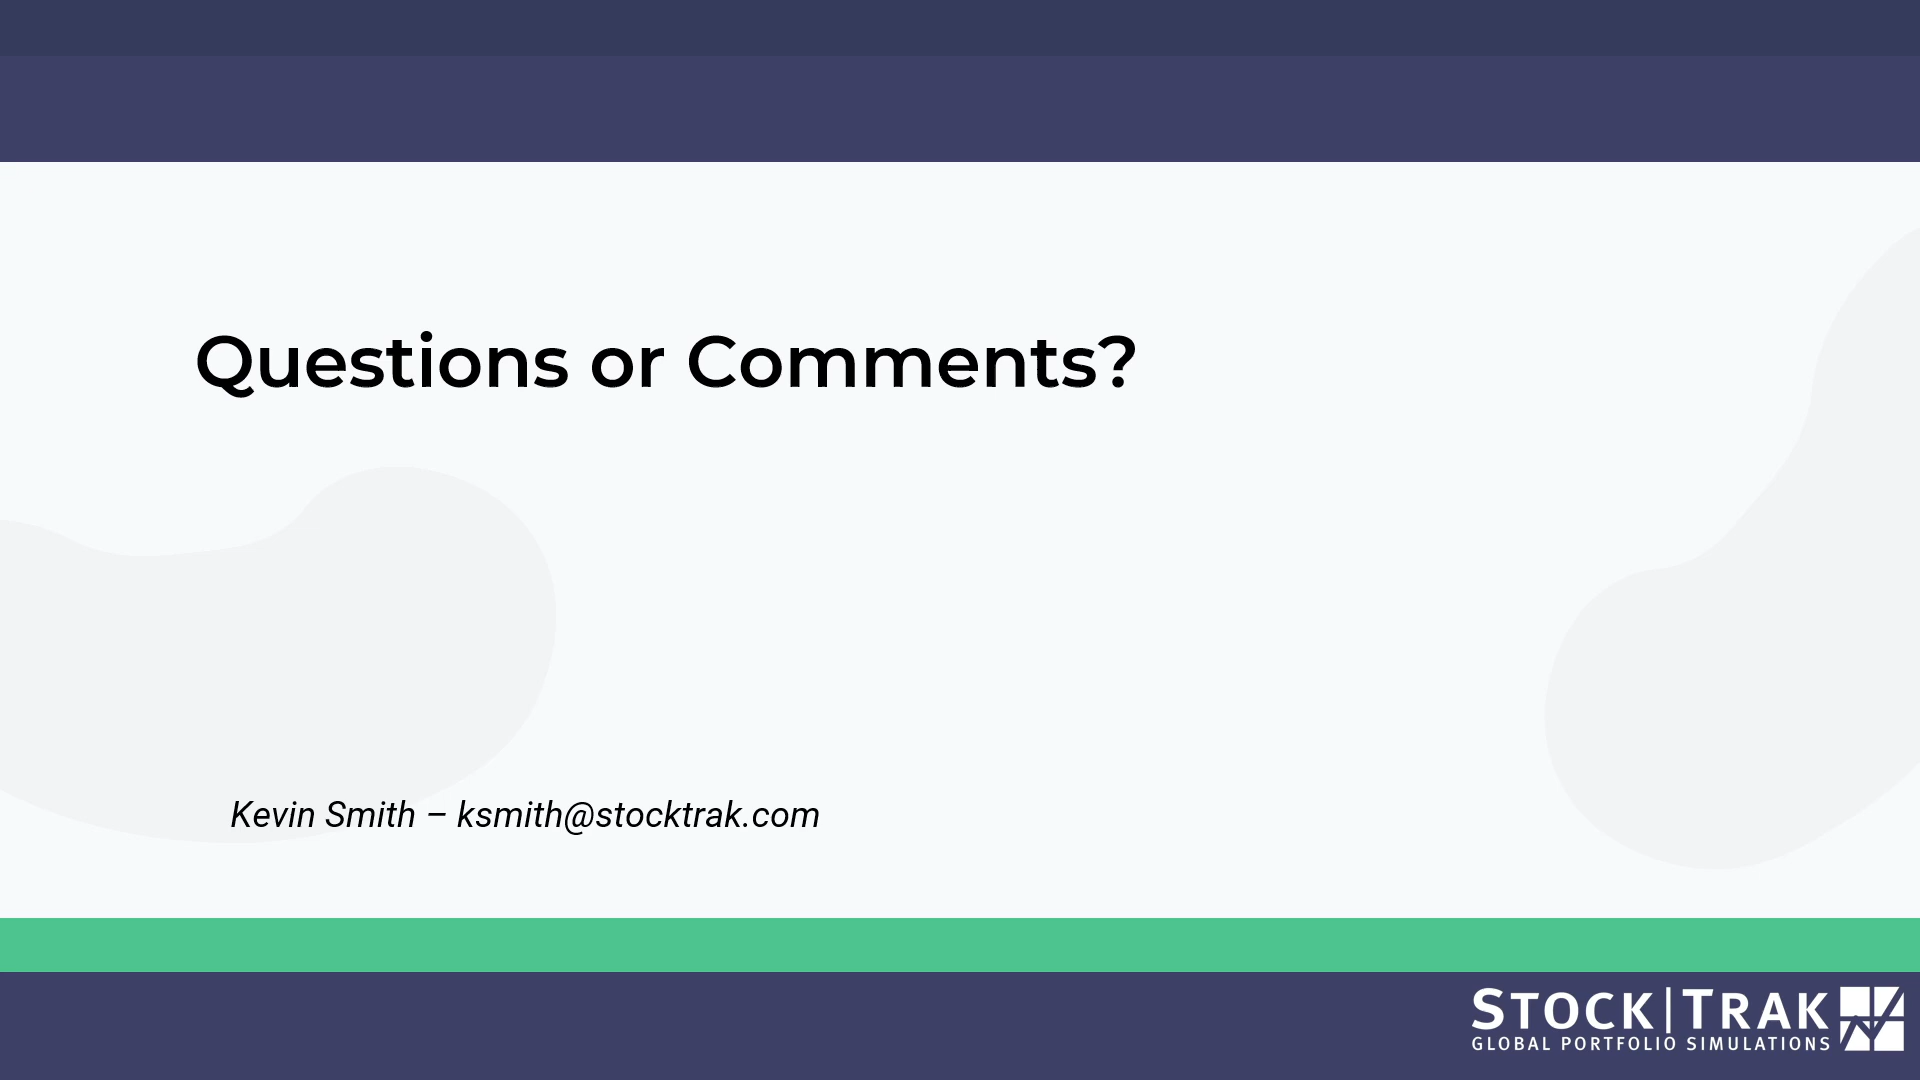 Questions or Comments?
Kevin Smith – ksmith@stocktrak.com
STOCK|TRAK
GLOBAL PORTFOLIO SIMULATIONS